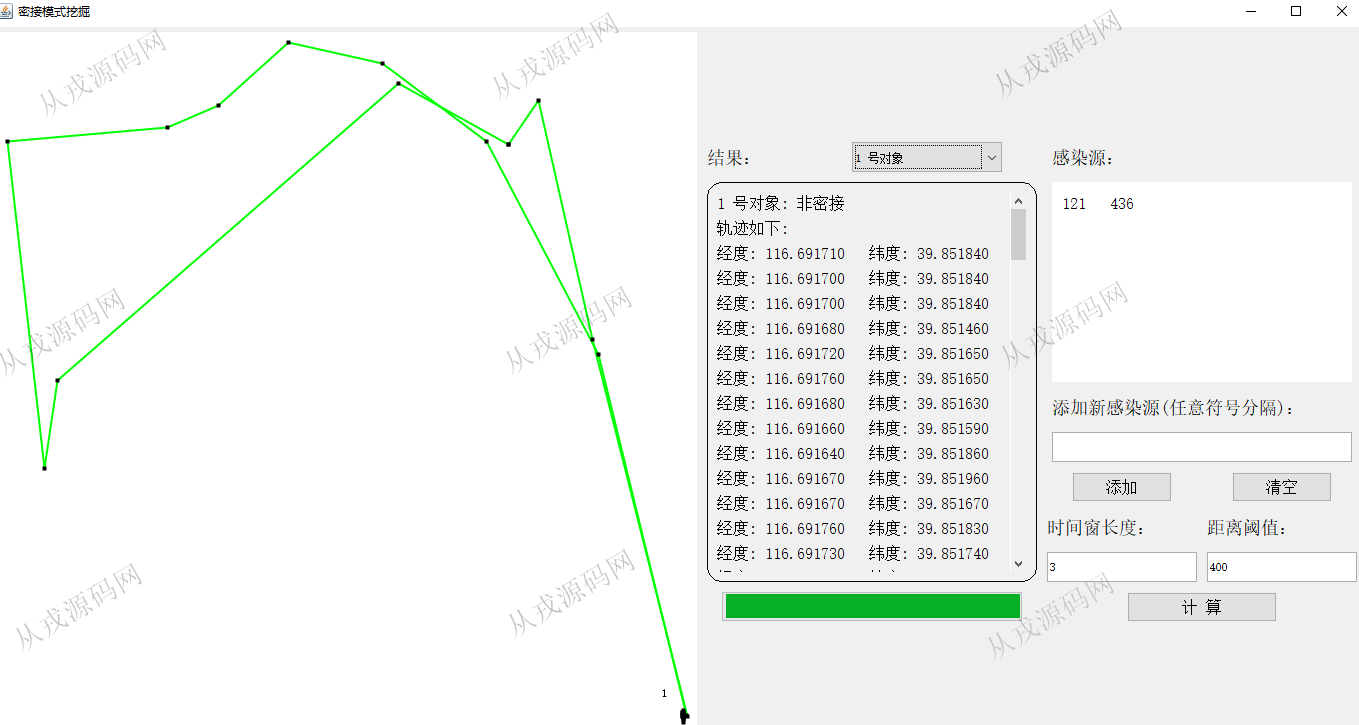 密接模式挖掘
结果：
1 号对象
感染源：
1 号对象：非密接
轨迹如下：
经度：116.691710 纬度：39.851840
经度：116.691700 纬度：39.851840
经度：116.691700 纬度：39.851840
经度：116.691680 纬度：39.851460
经度：116.691720 纬度：39.851650
经度：116.691760 纬度：39.851650
经度：116.691680 纬度：39.851630
经度：116.691660 纬度：39.851590
经度：116.691640 纬度：39.851860
经度：116.691670 纬度：39.851960
经度：116.691670 纬度：39.851670
经度：116.691760 纬度：39.851830
经度：116.691730 纬度：39.851740
121 436
添加新感染源(任意符号分隔)：
添加 清空
时间窗长度： 距离阈值：
3 400
计 算
1
从戎源码网
从戎源码网
从戎源码网
从戎源码网
从戎源码网
从戎源码网
从戎源码网
从戎源码网
从戎源码网